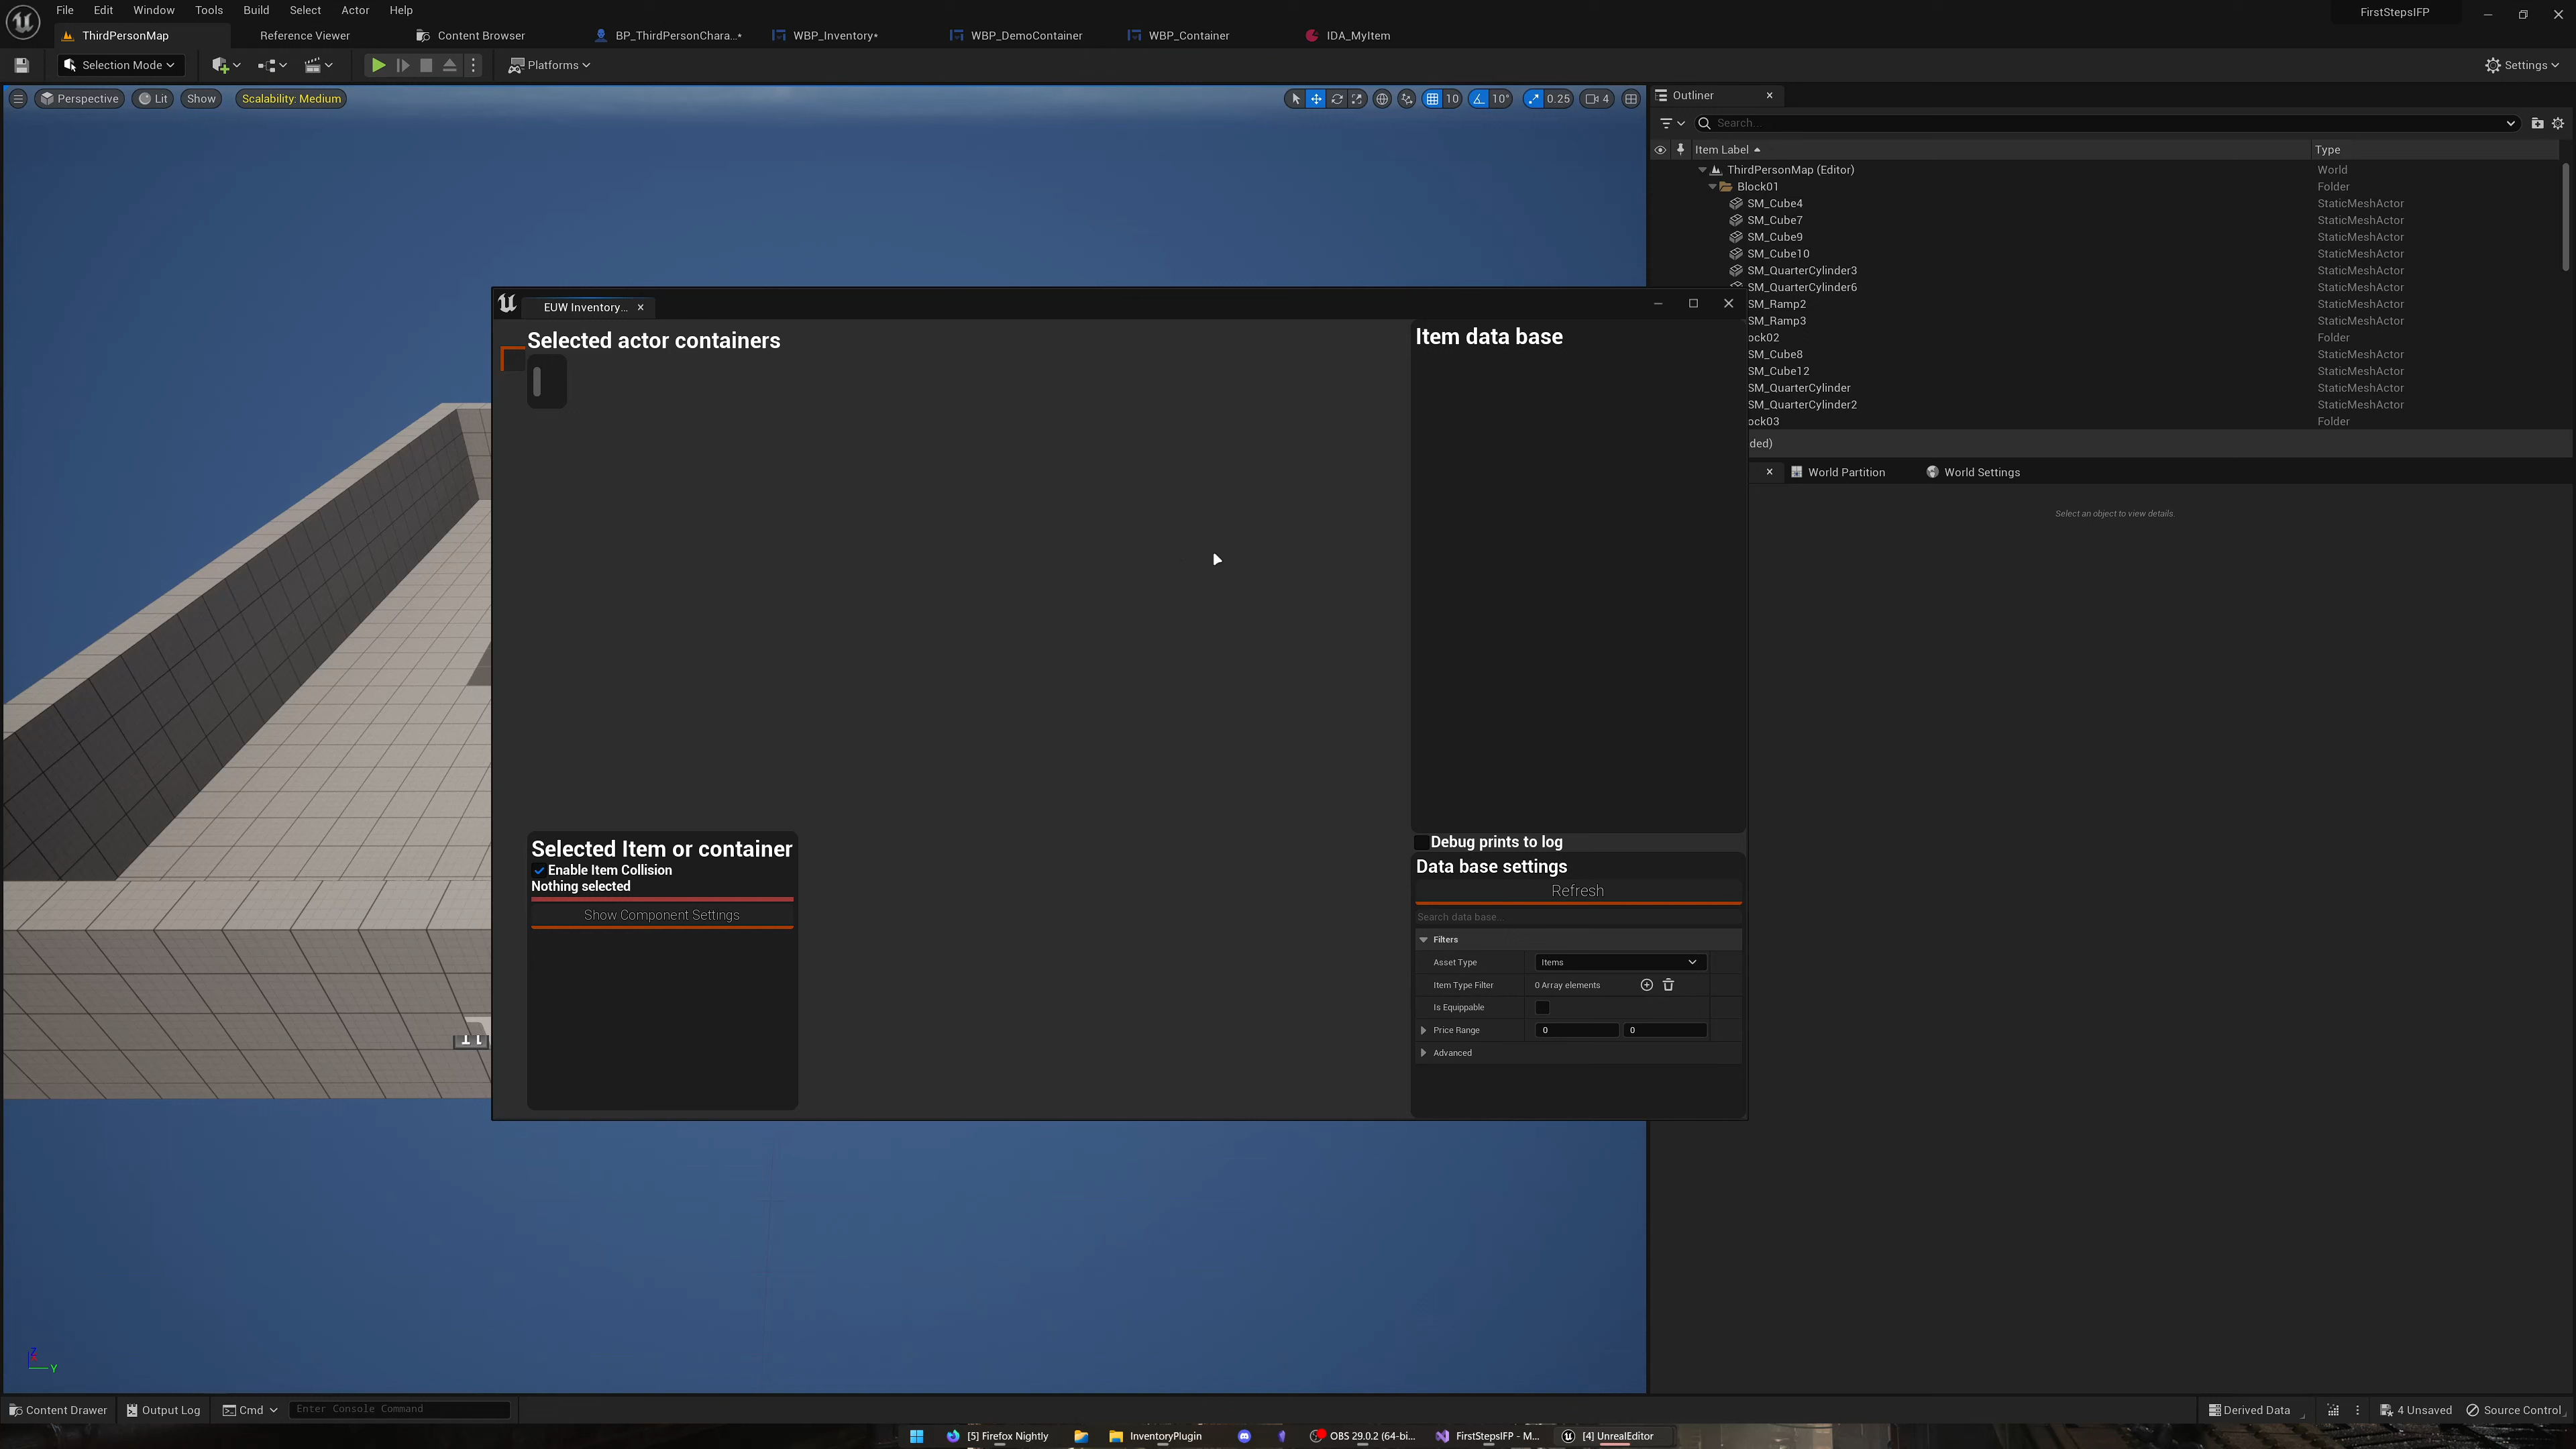 File Edit Window Tools Build Select Actor Help
FirstStepsIFP
ThirdPersonMap Reference Viewer Content Browser BP_ThirdPersonChara...* WBP_Inventory* WBP_DemoContainer WBP_Container IDA_MyItem
Selection Mode Platforms Settings
Perspective Lit Show Scalability: Medium 10 10° 0.25 4
Outliner
Search...
Item Label Type
ThirdPersonMap (Editor) World
Block01 Folder
SM_Cube4 StaticMeshActor
SM_Cube7 StaticMeshActor
SM_Cube9 StaticMeshActor
SM_Cube10 StaticMeshActor
SM_QuarterCylinder3 StaticMeshActor
SM_QuarterCylinder6 StaticMeshActor
SM_Ramp2 StaticMeshActor
SM_Ramp3 StaticMeshActor
ock02 Folder
SM_Cube8 StaticMeshActor
SM_Cube12 StaticMeshActor
SM_QuarterCylinder StaticMeshActor
SM_QuarterCylinder2 StaticMeshActor
ock03 Folder
ded)
World Partition World Settings
Select an object to view details.
EUW Inventory...
Selected actor containers
Item data base
Selected Item or container
Enable Item Collision
Nothing selected
Show Component Settings
Debug prints to log
Data base settings
Refresh
Search data base...
Filters
Asset Type Items
Item Type Filter 0 Array elements
Is Equippable
Price Range 0 0
Advanced
Z
Y
Content Drawer Output Log Cmd Enter Console Command Derived Data 4 Unsaved Source Control
[5] Firefox Nightly InventoryPlugin OBS 29.0.2 (64-bi... FirstStepsIFP - M... [4] UnrealEditor